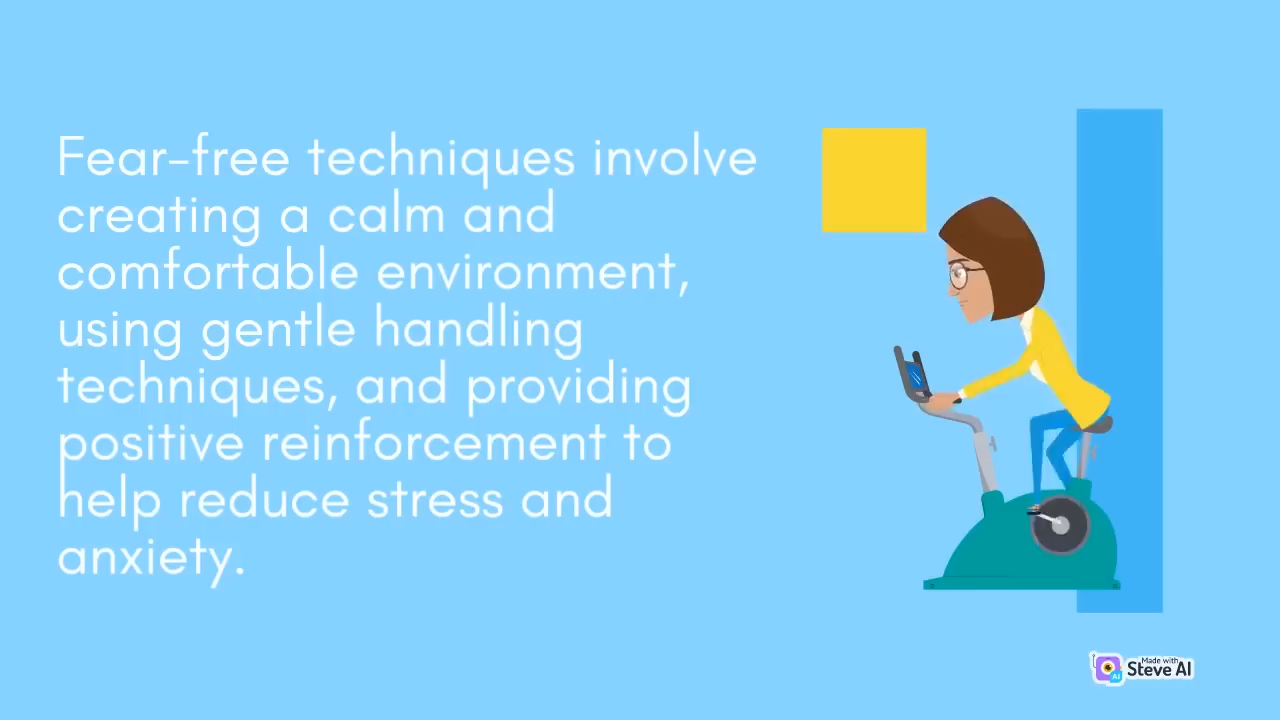 Fear-free techniques involve
creating a calm and
comfortable environment,
using gentle handling
techniques, and providing
positive reinforcement to
help reduce stress and
anxiety.
Made with
Steve AI
AI